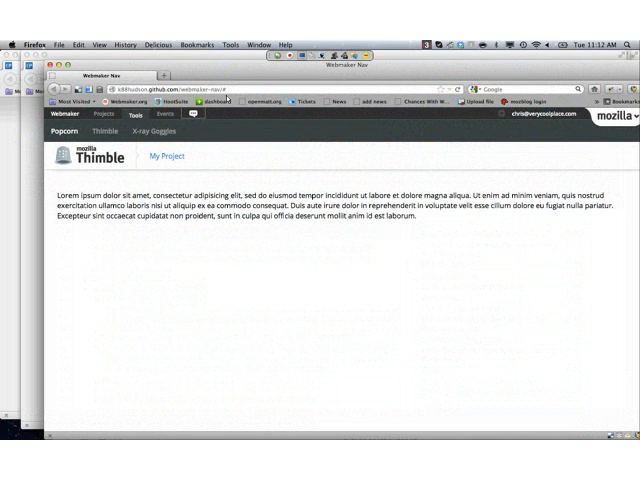 Firefox File Edit View History Delicious Bookmarks Tools Window Help 3 Tue 11:12 AM
Webmaker Nav
Webmaker Nav
k88hudson.github.com/webmaker-nav/# Google
Most Visited Webmaker.org HootSuite dashboard openmatt.org Tickets News add news Chances With W... Upload file mozblog login » Bookmarks
Webmaker Projects Tools Events chris@verycoolplace.com mozilla
Popcorn Thimble X-ray Goggles
mozilla
Thimble My Project
Lorem ipsum dolor sit amet, consectetur adipisicing elit, sed do eiusmod tempor incididunt ut labore et dolore magna aliqua. Ut enim ad minim veniam, quis nostrud
exercitation ullamco laboris nisi ut aliquip ex ea commodo consequat. Duis aute irure dolor in reprehenderit in voluptate velit esse cillum dolore eu fugiat nulla pariatur.
Excepteur sint occaecat cupidatat non proident, sunt in culpa qui officia deserunt mollit anim id est laborum.